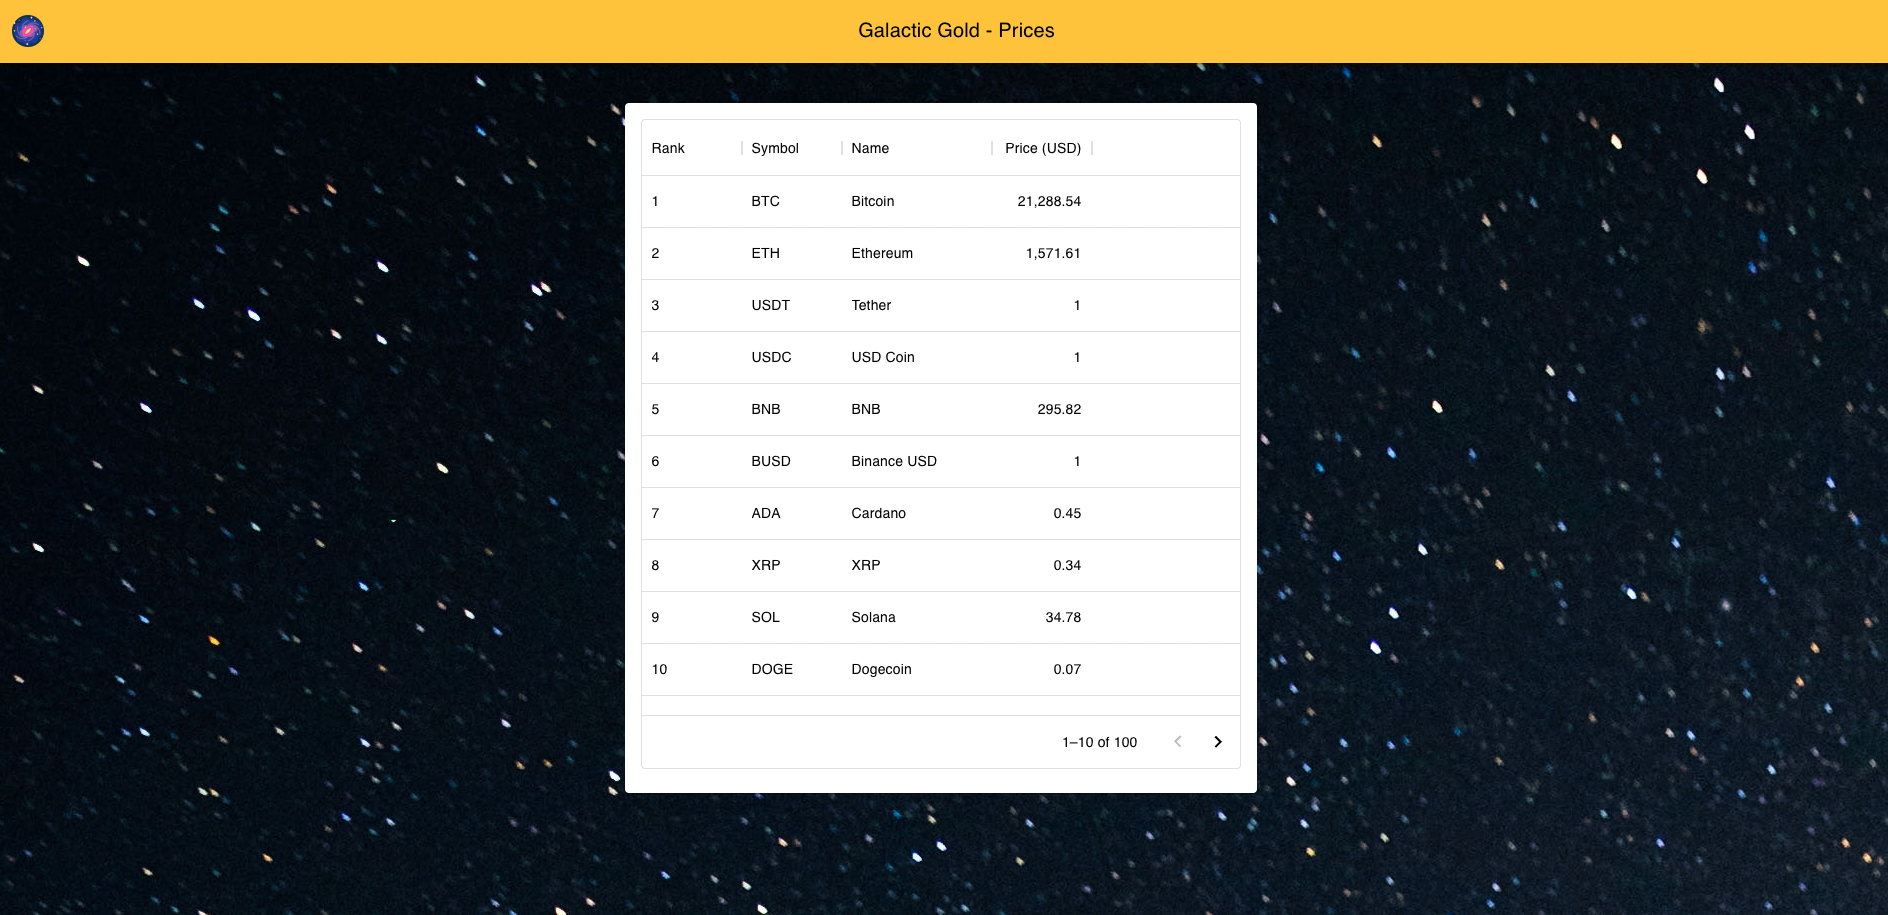 Galactic Gold - Prices
Rank Symbol Name Price (USD)
1 BTC Bitcoin 21,288.54
2 ETH Ethereum 1,571.61
3 USDT Tether 1
4 USDC USD Coin 1
5 BNB BNB 295.82
6 BUSD Binance USD 1
7 ADA Cardano 0.45
8 XRP XRP 0.34
9 SOL Solana 34.78
10 DOGE Dogecoin 0.07
1–10 of 100